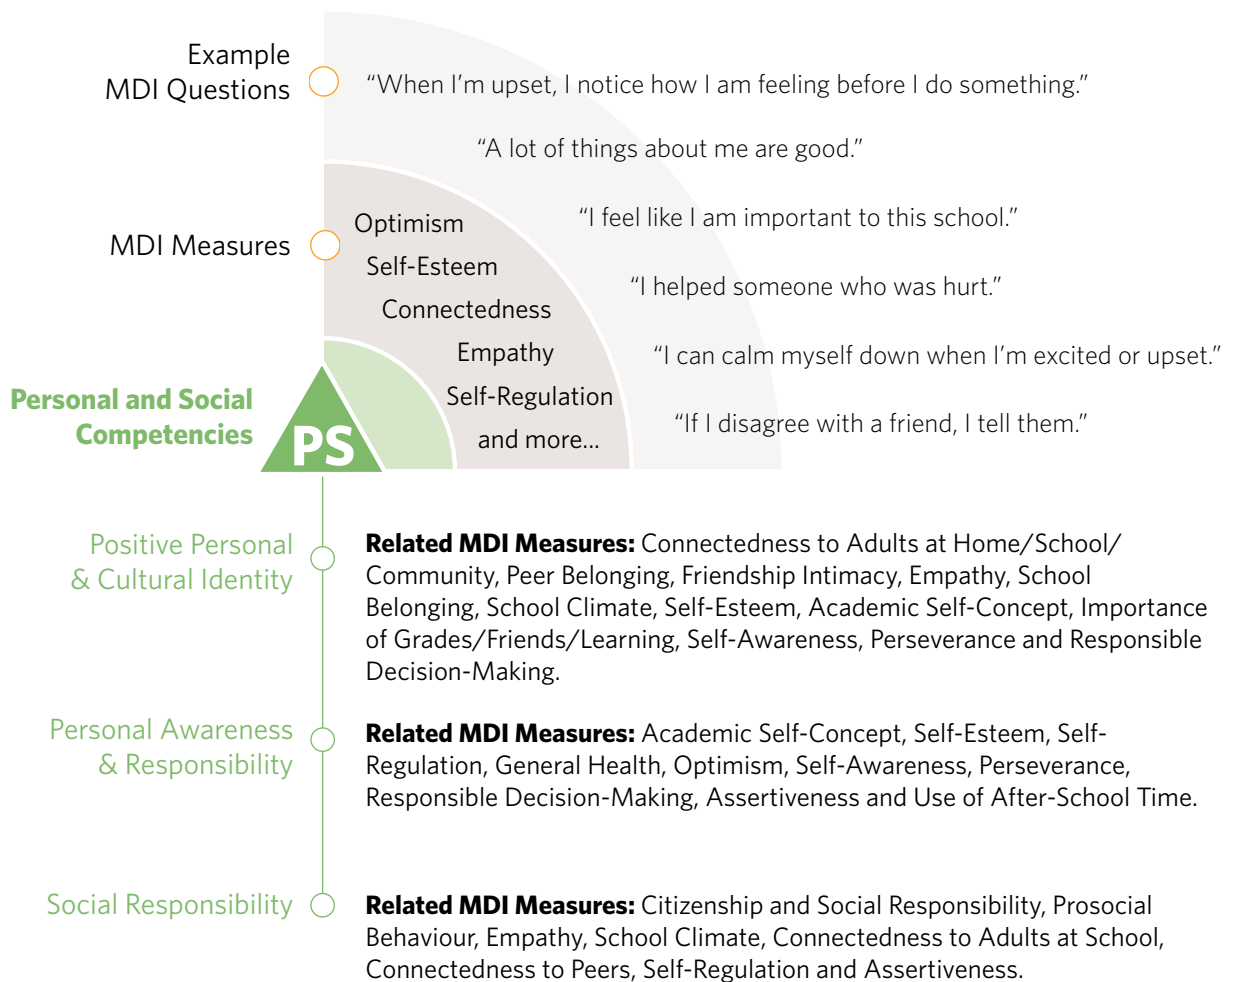 Example
MDI Questions
“When I’m upset, I notice how I am feeling before I do something.”
“A lot of things about me are good.”
“I feel like I am important to this school.”
“I helped someone who was hurt.”
“I can calm myself down when I’m excited or upset.”
“If I disagree with a friend, I tell them.”
MDI Measures
Optimism
Self-Esteem
Connectedness
Empathy
Self-Regulation
and more...
Personal and Social
Competencies
PS
Positive Personal
& Cultural Identity
Related MDI Measures: Connectedness to Adults at Home/School/
Community, Peer Belonging, Friendship Intimacy, Empathy, School
Belonging, School Climate, Self-Esteem, Academic Self-Concept, Importance
of Grades/Friends/Learning, Self-Awareness, Perseverance and Responsible
Decision-Making.
Personal Awareness
& Responsibility
Related MDI Measures: Academic Self-Concept, Self-Esteem, Self-
Regulation, General Health, Optimism, Self-Awareness, Perseverance,
Responsible Decision-Making, Assertiveness and Use of After-School Time.
Social Responsibility
Related MDI Measures: Citizenship and Social Responsibility, Prosocial
Behaviour, Empathy, School Climate, Connectedness to Adults at School,
Connectedness to Peers, Self-Regulation and Assertiveness.